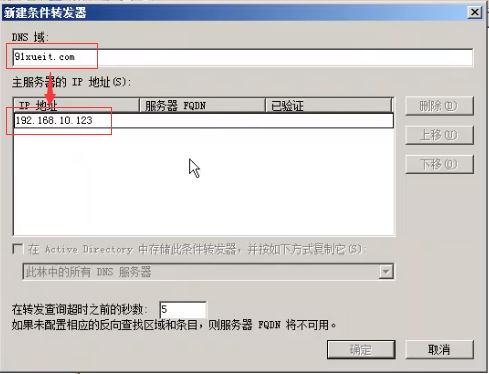 新建条件转发器
DNS 域:
91xueit.com
主服务器的 IP 地址(S):
IP 地址 服务器 FQDN 已验证
192.168.10.123
删除(D)
上移(U)
下移(O)
在 Active Directory 中存储此条件转发器，并按如下方式复制它(S):
此林中的所有 DNS 服务器
在转发查询超时之前的秒数: 5
如果未配置相应的反向查找区域和条目，则服务器 FQDN 将不可用。
确定 取消